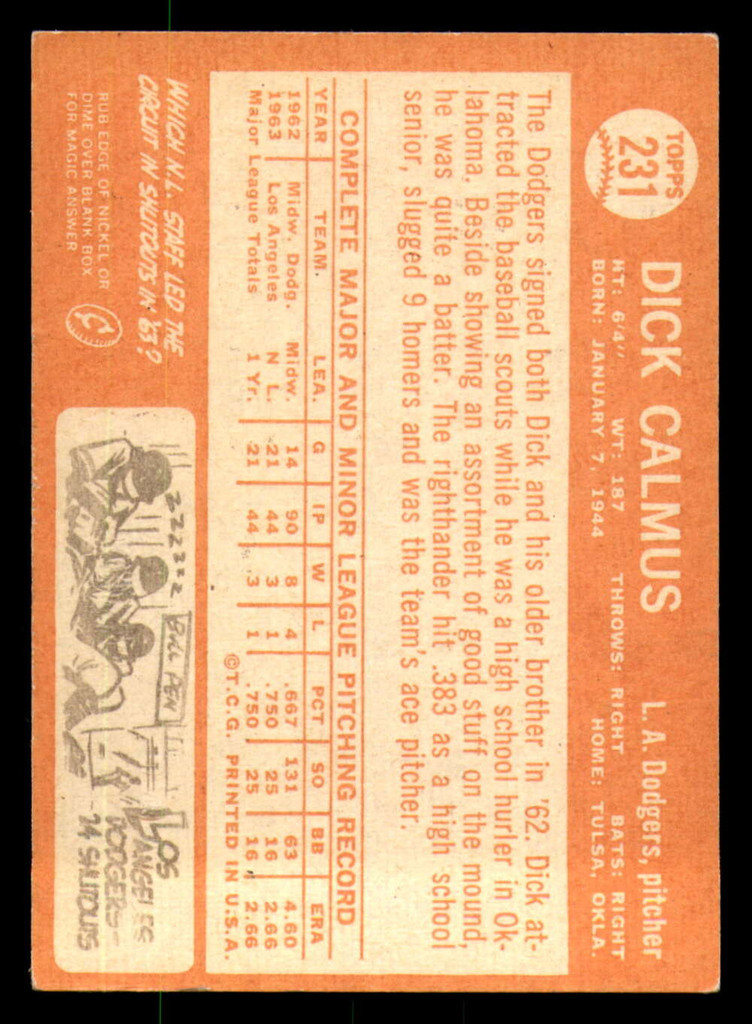 TOPPS
231
DICK CALMUS
L. A. Dodgers, pitcher
HT: 6'4" WT: 187 THROWS: RIGHT BATS: RIGHT
BORN: JANUARY 7, 1944 HOME: TULSA, OKLA.
The Dodgers signed both Dick and his older brother in '62. Dick at-
tracted the baseball scouts while he was a high school hurler in Ok-
lahoma. Beside showing an assortment of good stuff on the mound,
he was quite a batter. The righthander hit .383 as a high school
senior, slugged 9 homers and was the team's ace pitcher.
COMPLETE MAJOR AND MINOR LEAGUE PITCHING RECORD
YEAR TEAM. LEA. G IP W L PCT SO BB ERA
1962 Midw. Dodg. Midw. 14 90 8 4 .667 131 63 4.60
1963 Los Angeles N L. 21 44 3 1 .750 25 16 2.66
Major League Totals 1 Yr. 21 44 3 1 .750 25 16 2.66
©T.C.G. PRINTED IN U.S.A.
WHICH N.L. STAFF LED THE
CIRCUIT IN SHUTOUTS IN '63?
RUB EDGE OF NICKEL OR
DIME OVER BLANK BOX
FOR MAGIC ANSWER
ZZZZZZ
BULL PEN
LOS
ANGELES
DODGERS-
24 SHUTOUTS